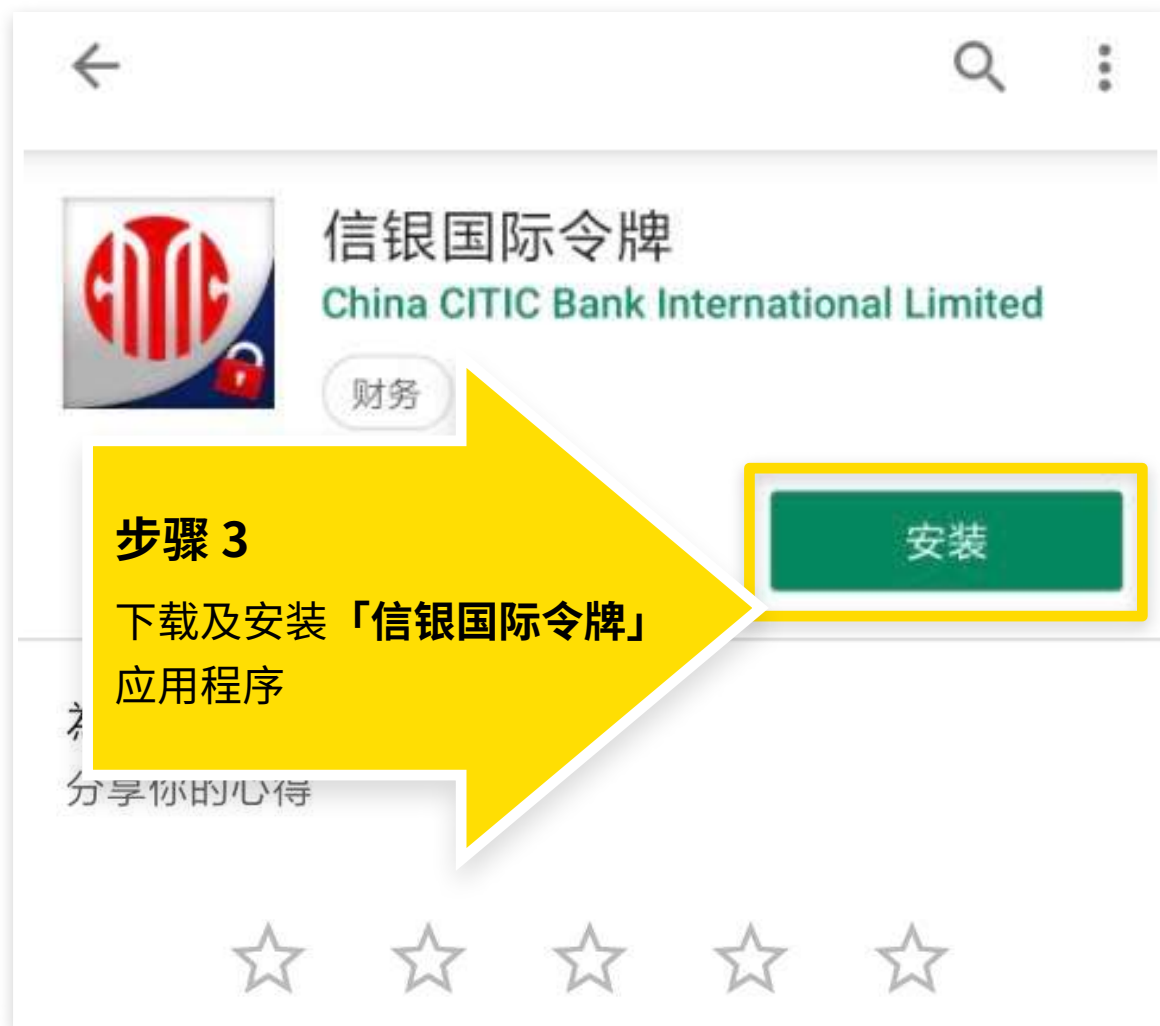 信银国际令牌
China CITIC Bank International Limited
财务
安装
步骤 3
下载及安装「信银国际令牌」
应用程序
分享你的心得